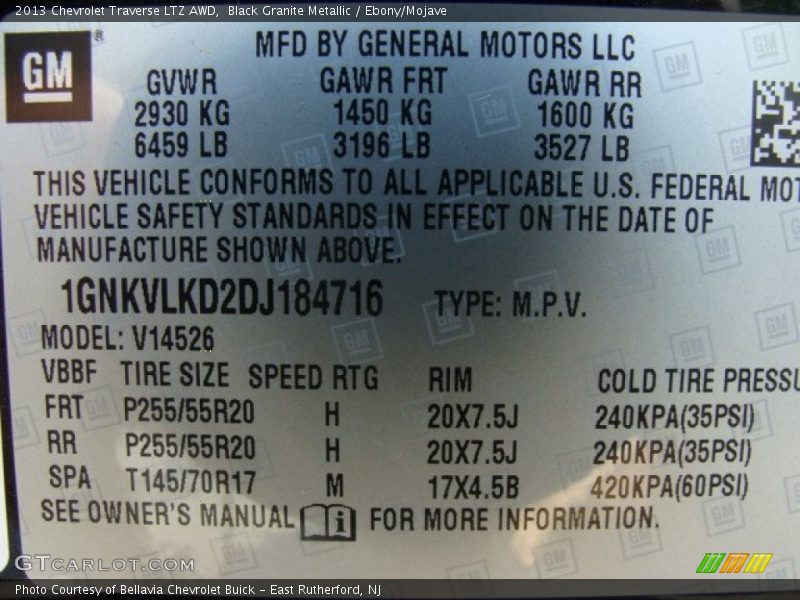 2013 Chevrolet Traverse LTZ AWD, Black Granite Metallic / Ebony/Mojave
GM ®
MFD BY GENERAL MOTORS LLC
GVWR GAWR FRT GAWR RR
2930 KG 1450 KG 1600 KG
6459 LB 3196 LB 3527 LB
THIS VEHICLE CONFORMS TO ALL APPLICABLE U.S. FEDERAL MOT
VEHICLE SAFETY STANDARDS IN EFFECT ON THE DATE OF
MANUFACTURE SHOWN ABOVE.
1GNKVLKD2DJ184716 TYPE: M.P.V.
MODEL: V14526
VBBF TIRE SIZE SPEED RTG RIM COLD TIRE PRESSU
FRT P255/55R20 H 20X7.5J 240KPA(35PSI)
RR P255/55R20 H 20X7.5J 240KPA(35PSI)
SPA T145/70R17 M 17X4.5B 420KPA(60PSI)
SEE OWNER'S MANUAL i FOR MORE INFORMATION.
GTCARLOT.COM
Photo Courtesy of Bellavia Chevrolet Buick - East Rutherford, NJ